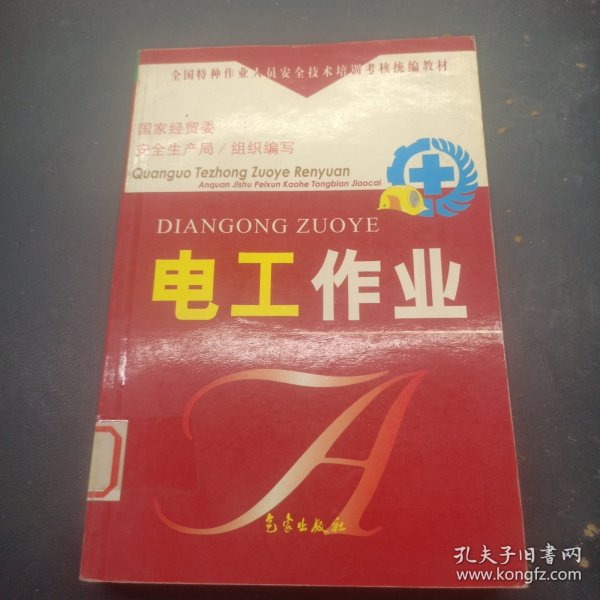 全国特种作业人员安全技术培训考核统编教材
国家经贸委
安全生产局/组织编写
Quanguo Tezhong Zuoye Renyuan
Anquan Jishu Peixun Kaohe Tongbian Jiaocai
DIANGONG ZUOYE
电工作业
A
气象出版社
孔夫子旧书网
www.kongfz.com